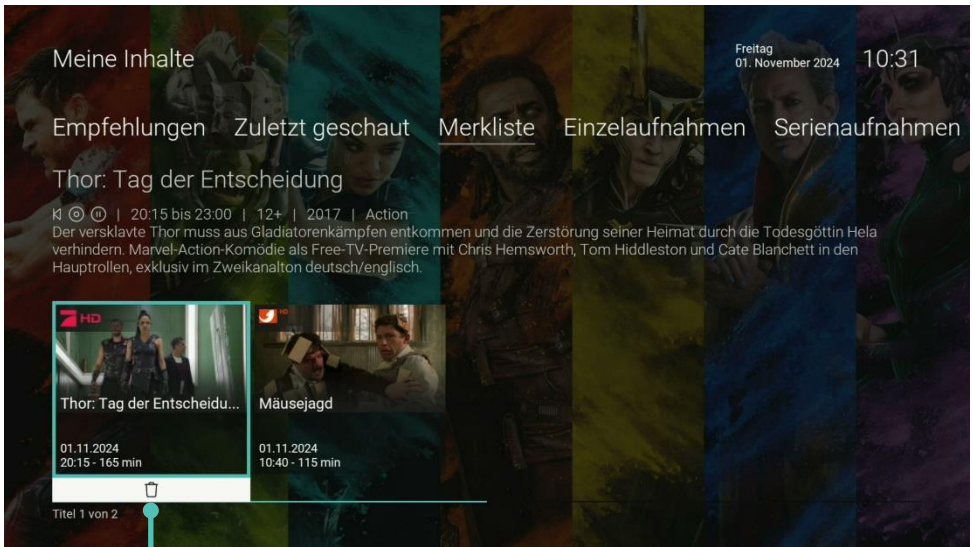 Meine Inhalte
Freitag
01. November 2024
10:31
Empfehlungen Zuletzt geschaut Merkliste Einzelaufnahmen Serienaufnahmen
Thor: Tag der Entscheidung
| 20:15 bis 23:00 | 12+ | 2017 | Action
Der versklavte Thor muss aus Gladiatorenkämpfen entkommen und die Zerstörung seiner Heimat durch die Todesgöttin Hela
verhindern. Marvel-Action-Komödie als Free-TV-Premiere mit Chris Hemsworth, Tom Hiddleston und Cate Blanchett in den
Hauptrollen, exklusiv im Zweikanalton deutsch/englisch.
HD
HD
Thor: Tag der Entscheidu...
01.11.2024
20:15 - 165 min
Mäusejagd
01.11.2024
10:40 - 115 min
Titel 1 von 2